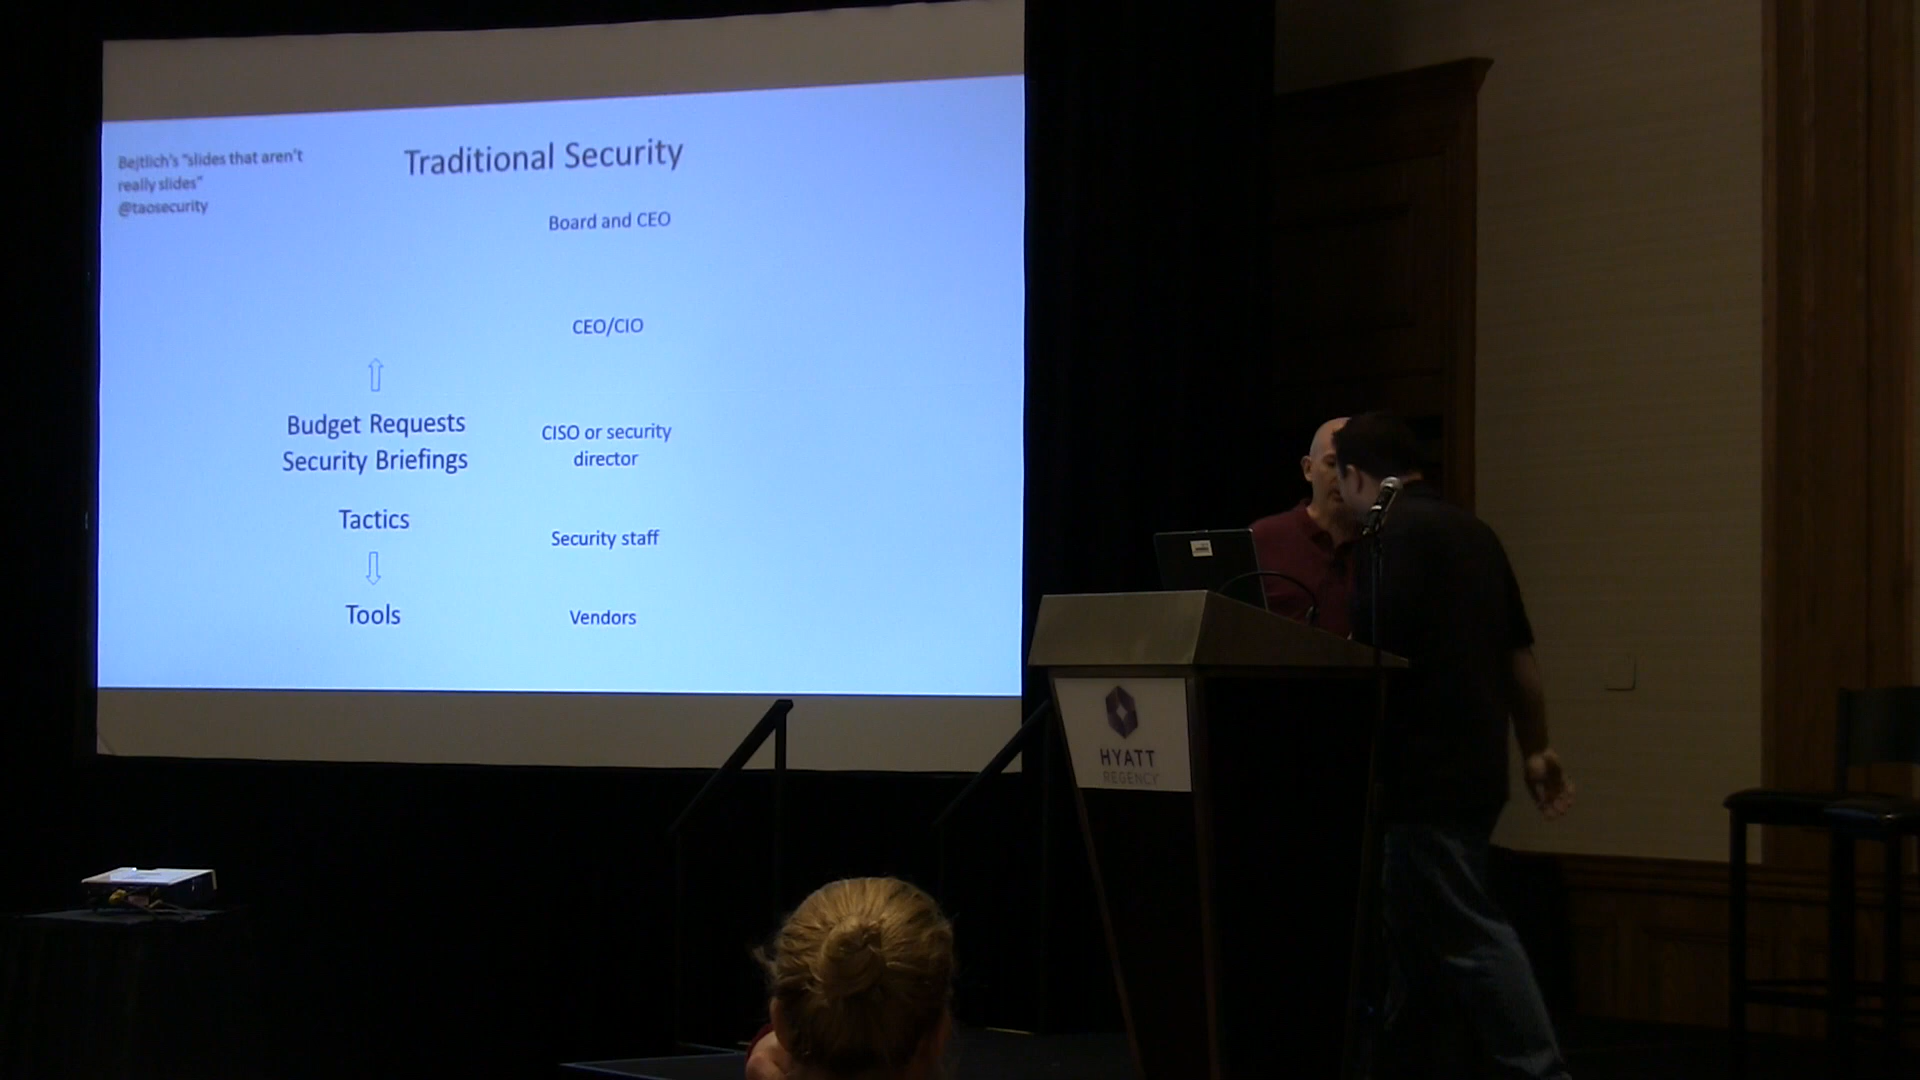 Bejtlich's "slides that aren't
really slides"
@taosecurity
Traditional Security
Board and CEO
CEO/CIO
Budget Requests
Security Briefings
CISO or security
director
Tactics
Security staff
Tools
Vendors
HYATT
REGENCY